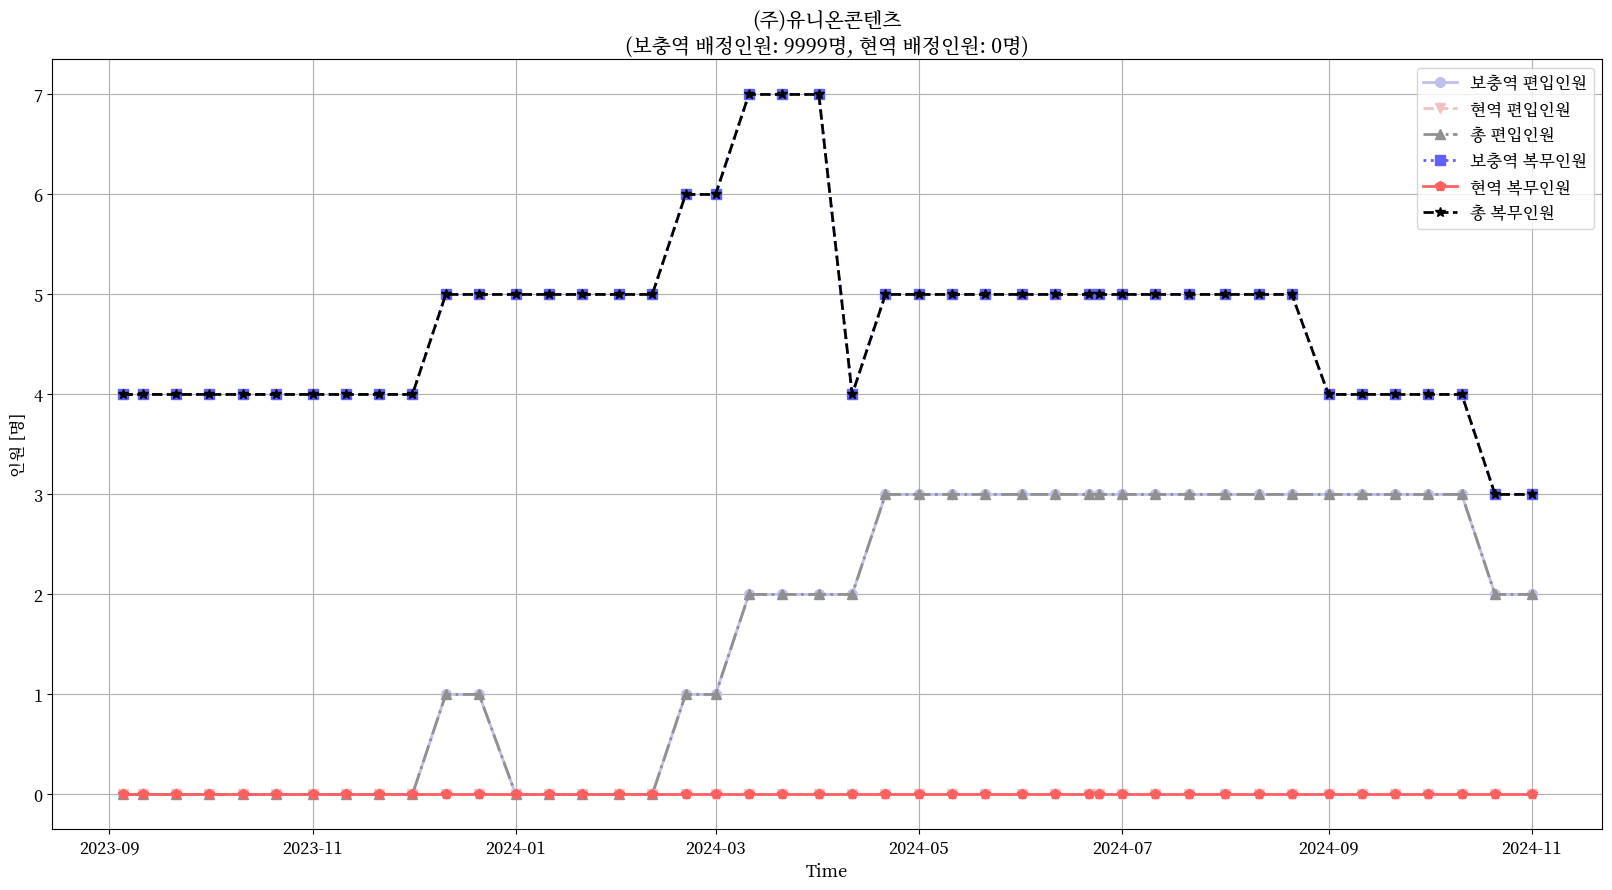 (주)유니온콘텐츠
(보충역 배정인원: 9999명, 현역 배정인원: 0명)
보충역 편입인원
현역 편입인원
총 편입인원
보충역 복무인원
현역 복무인원
총 복무인원
7
6
5
4
3
2
1
0
인원 [명]
2023-09 2023-11 2024-01 2024-03 2024-05 2024-07 2024-09 2024-11
Time